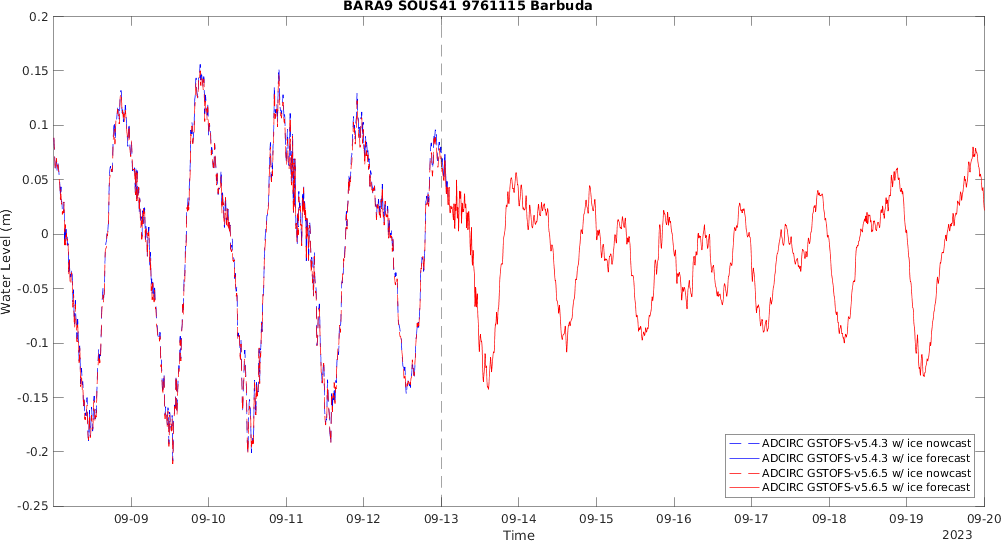 BARA9 SOUS41 9761115 Barbuda
0.2
0.15
0.1
0.05
0
-0.05
-0.1
-0.15
-0.2
-0.25
Water Level (m)
ADCIRC GSTOFS-v5.4.3 w/ ice nowcast
ADCIRC GSTOFS-v5.4.3 w/ ice forecast
ADCIRC GSTOFS-v5.6.5 w/ ice nowcast
ADCIRC GSTOFS-v5.6.5 w/ ice forecast
09-09 09-10 09-11 09-12 09-13 09-14 09-15 09-16 09-17 09-18 09-19 09-20
Time
2023